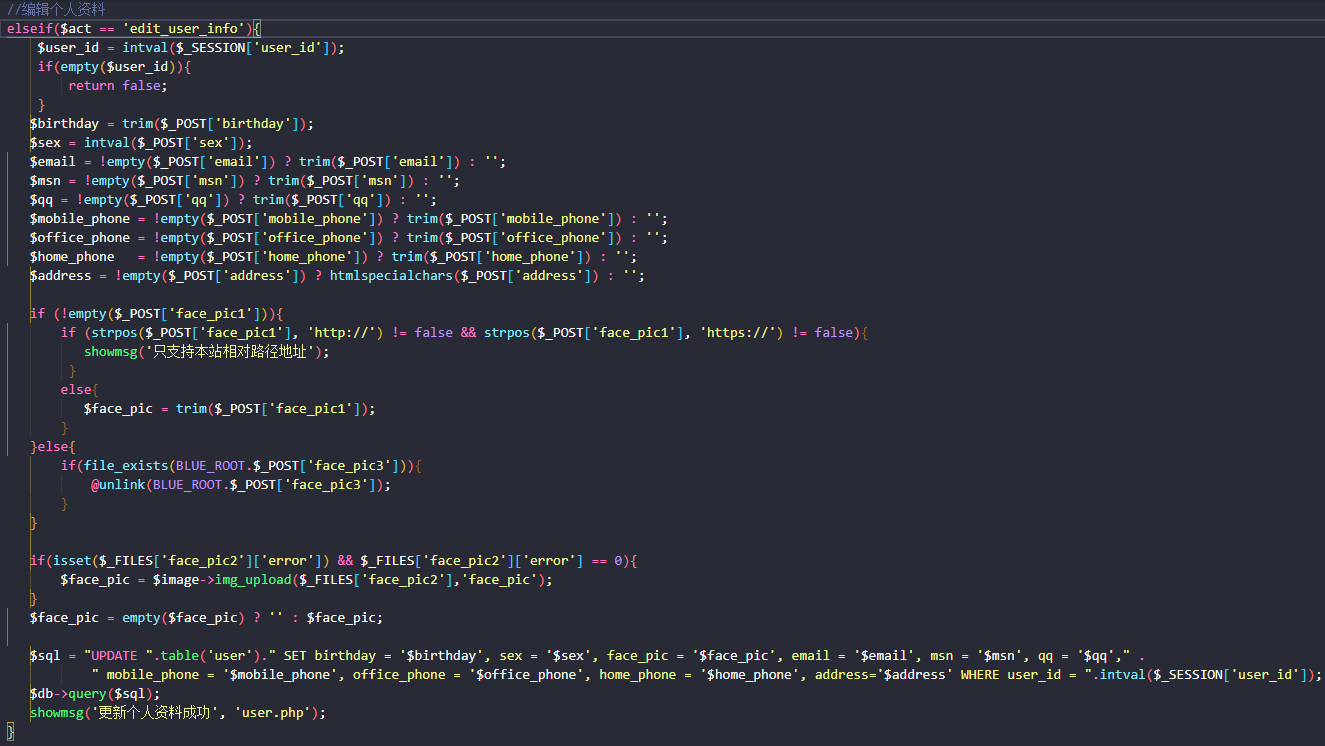 //编辑个人资料
elseif($act == 'edit_user_info'){
$user_id = intval($_SESSION['user_id']);
if(empty($user_id)){
return false;
}
$birthday = trim($_POST['birthday']);
$sex = intval($_POST['sex']);
$email = !empty($_POST['email']) ? trim($_POST['email']) : '';
$msn = !empty($_POST['msn']) ? trim($_POST['msn']) : '';
$qq = !empty($_POST['qq']) ? trim($_POST['qq']) : '';
$mobile_phone = !empty($_POST['mobile_phone']) ? trim($_POST['mobile_phone']) : '';
$office_phone = !empty($_POST['office_phone']) ? trim($_POST['office_phone']) : '';
$home_phone   = !empty($_POST['home_phone']) ? trim($_POST['home_phone']) : '';
$address = !empty($_POST['address']) ? htmlspecialchars($_POST['address']) : '';
if (!empty($_POST['face_pic1'])){
if (strpos($_POST['face_pic1'], 'http://') != false && strpos($_POST['face_pic1'], 'https://') != false){
showmsg('只支持本站相对路径地址');
}
else{
$face_pic = trim($_POST['face_pic1']);
}
}else{
if(file_exists(BLUE_ROOT.$_POST['face_pic3'])){
@unlink(BLUE_ROOT.$_POST['face_pic3']);
}
}
if(isset($_FILES['face_pic2']['error']) && $_FILES['face_pic2']['error'] == 0){
$face_pic = $image->img_upload($_FILES['face_pic2'],'face_pic');
}
$face_pic = empty($face_pic) ? '' : $face_pic;
$sql = "UPDATE ".table('user')." SET birthday = '$birthday', sex = '$sex', face_pic = '$face_pic', email = '$email', msn = '$msn', qq = '$qq'," .
" mobile_phone = '$mobile_phone', office_phone = '$office_phone', home_phone = '$home_phone', address='$address' WHERE user_id = ".intval($_SESSION['user_id']);
$db->query($sql);
showmsg('更新个人资料成功', 'user.php');
}